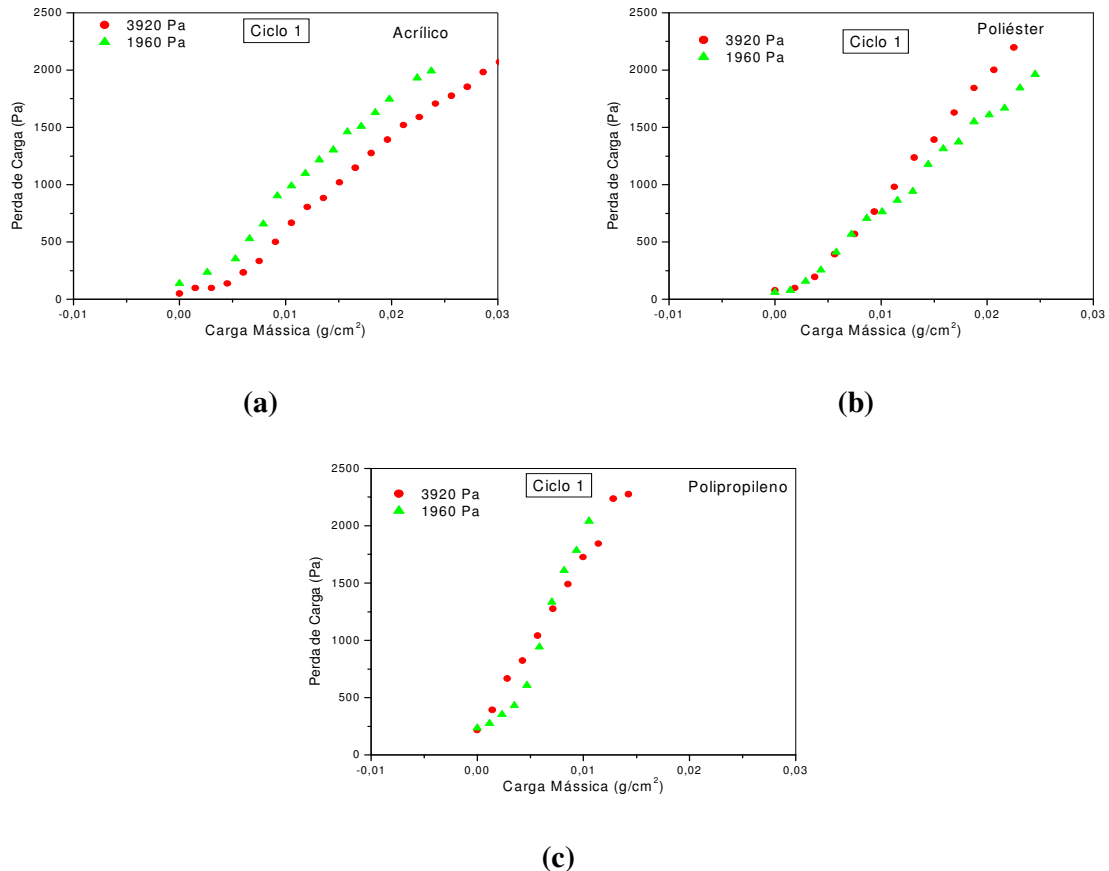 3920 Pa
1960 Pa
Ciclo 1
Acrílico
2500
2000
1500
1000
500
0
Perda de Carga (Pa)
-0,01
0,00
0,01
0,02
0,03
Carga Mássica (g/cm²)
(a)
3920 Pa
1960 Pa
Ciclo 1
Poliéster
2500
2000
1500
1000
500
0
Perda de Carga (Pa)
-0,01
0,00
0,01
0,02
0,03
Carga Mássica (g/cm²)
(b)
3920 Pa
1960 Pa
Ciclo 1
Polipropileno
2500
2000
1500
1000
500
0
Perda de Carga (Pa)
-0,01
0,00
0,01
0,02
0,03
Carga Mássica (g/cm²)
(c)